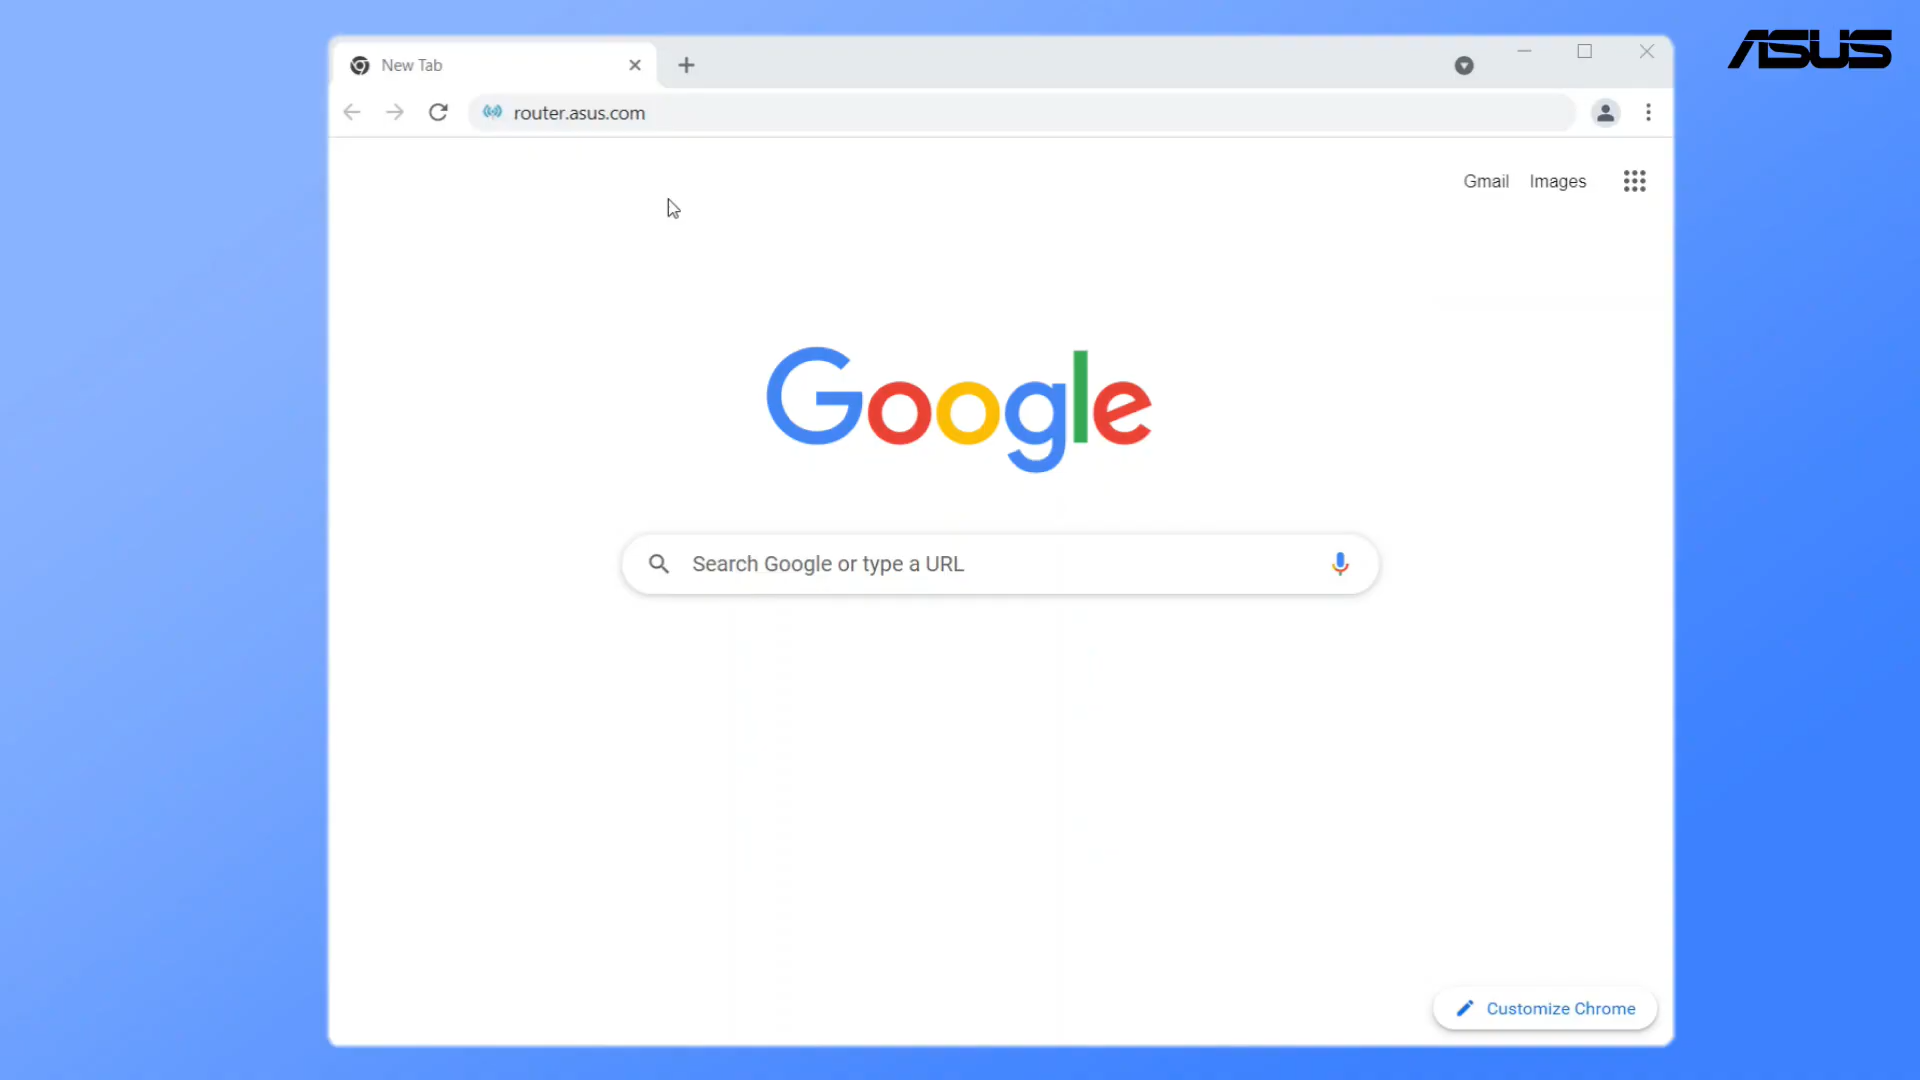 New Tab
ASUS
router.asus.com
Gmail Images
Google
Search Google or type a URL
Customize Chrome